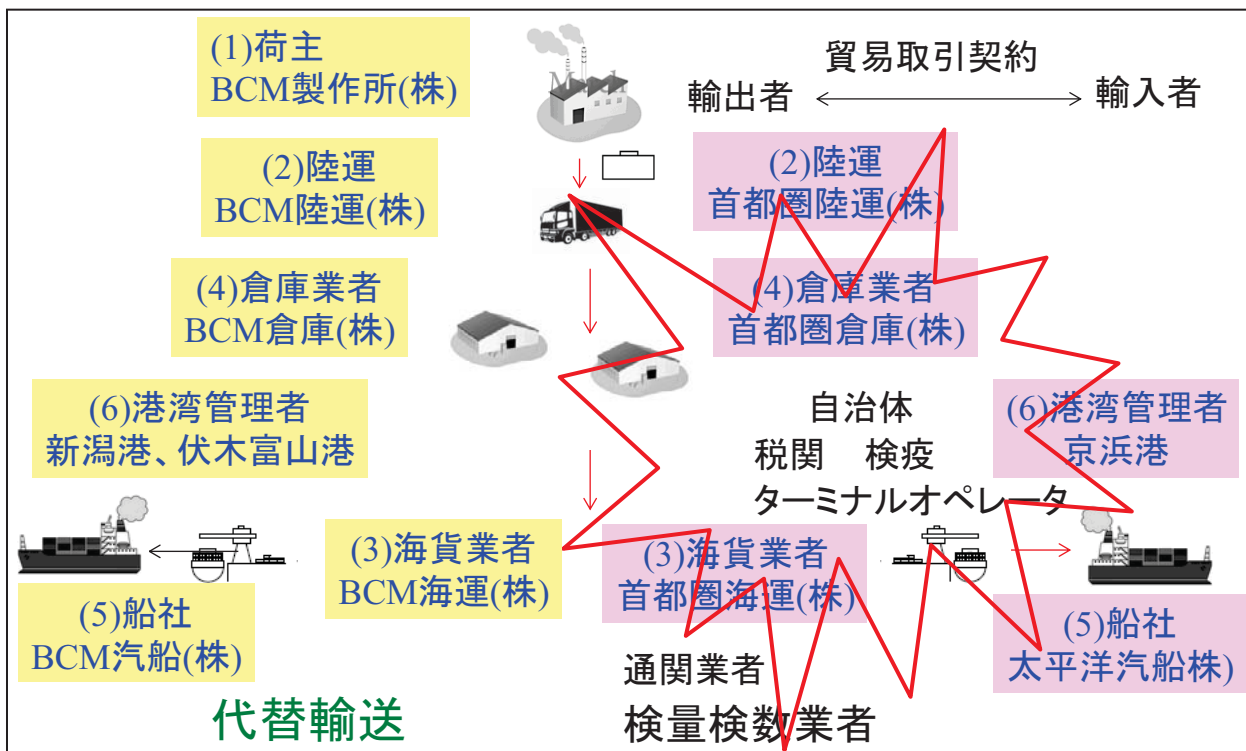 (1)荷主
BCM製作所(株)
貿易取引契約
輸出者
輸入者
(2)陸運
BCM陸運(株)
(2)陸運
首都圏陸運(株)
(4)倉庫業者
BCM倉庫(株)
(4)倉庫業者
首都圏倉庫(株)
(6)港湾管理者
新潟港、伏木富山港
自治体
税関 検疫
ターミナルオペレータ
(6)港湾管理者
京浜港
(3)海貨業者
BCM海運(株)
(3)海貨業者
首都圏海運(株)
(5)船社
BCM汽船(株)
(5)船社
太平洋汽船株)
通関業者
検量検数業者
代替輸送